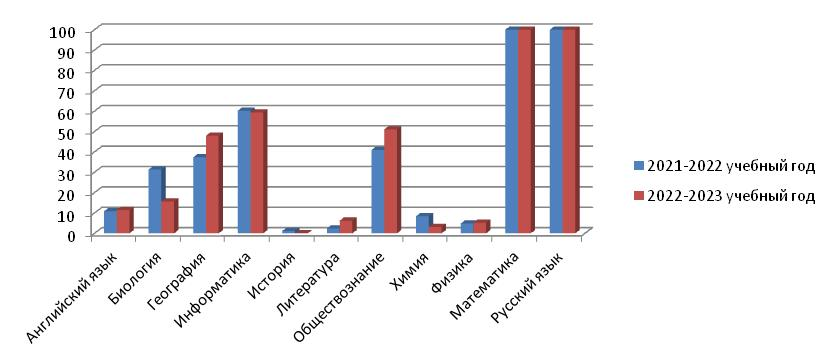 100
90
80
70
60
50
40
30
20
10
0
Английский язык
Биология
География
Информатика
История
Литература
Обществознание
Химия
Физика
Математика
Русский язык
2021-2022 учебный год
2022-2023 учебный год